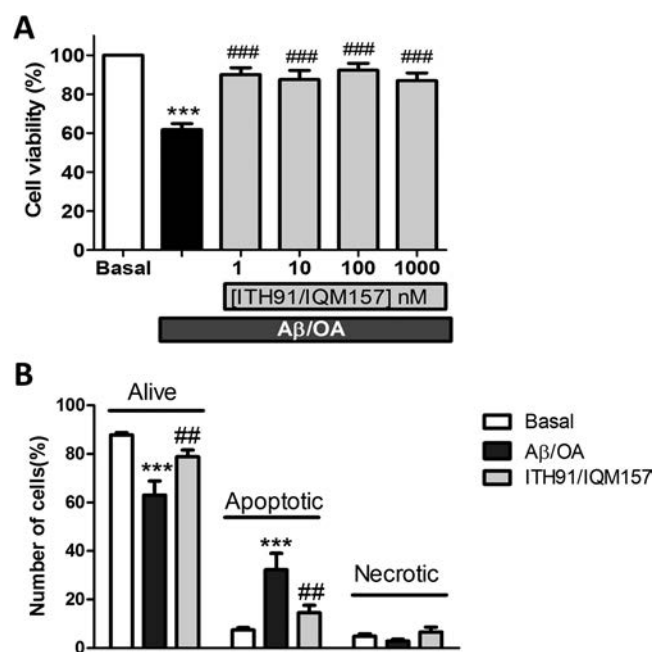 A
Cell viability (%)
100
80
60
40
20
0
***
###
###
###
###
Basal
1
10
100
1000
[ITH91/IQM157] nM
Aβ/OA
B
Number of cells(%)
100
80
60
40
20
0
Alive
***
##
Apoptotic
***
##
Necrotic
Basal
Aβ/OA
ITH91/IQM157